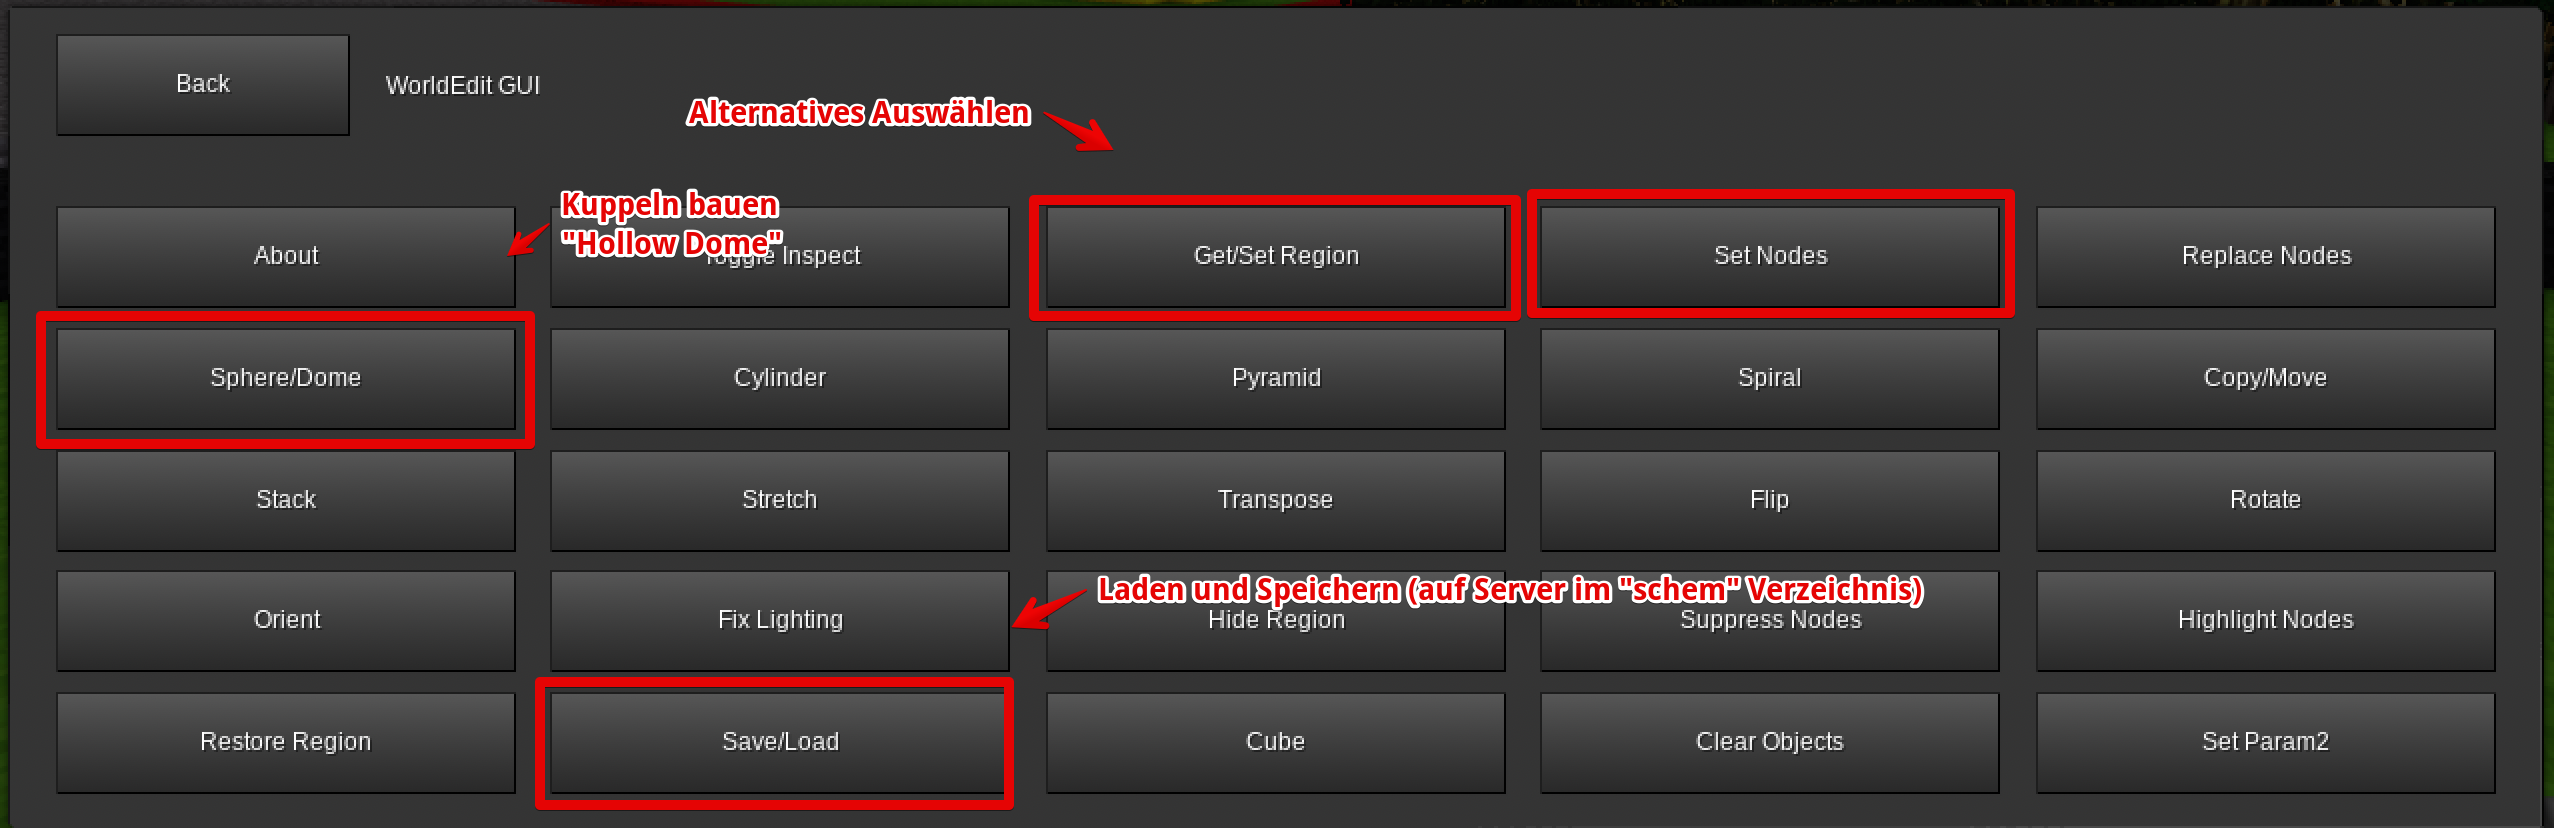 Back
WorldEdit GUI
Alternatives Auswählen
Kuppeln bauen
"Hollow Dome"
About
Toggle Inspect
Get/Set Region
Set Nodes
Replace Nodes
Sphere/Dome
Cylinder
Pyramid
Spiral
Copy/Move
Stack
Stretch
Transpose
Flip
Rotate
Laden und Speichern (auf Server im "schem" Verzeichnis)
Orient
Fix Lighting
Hide Region
Suppress Nodes
Highlight Nodes
Restore Region
Save/Load
Cube
Clear Objects
Set Param2